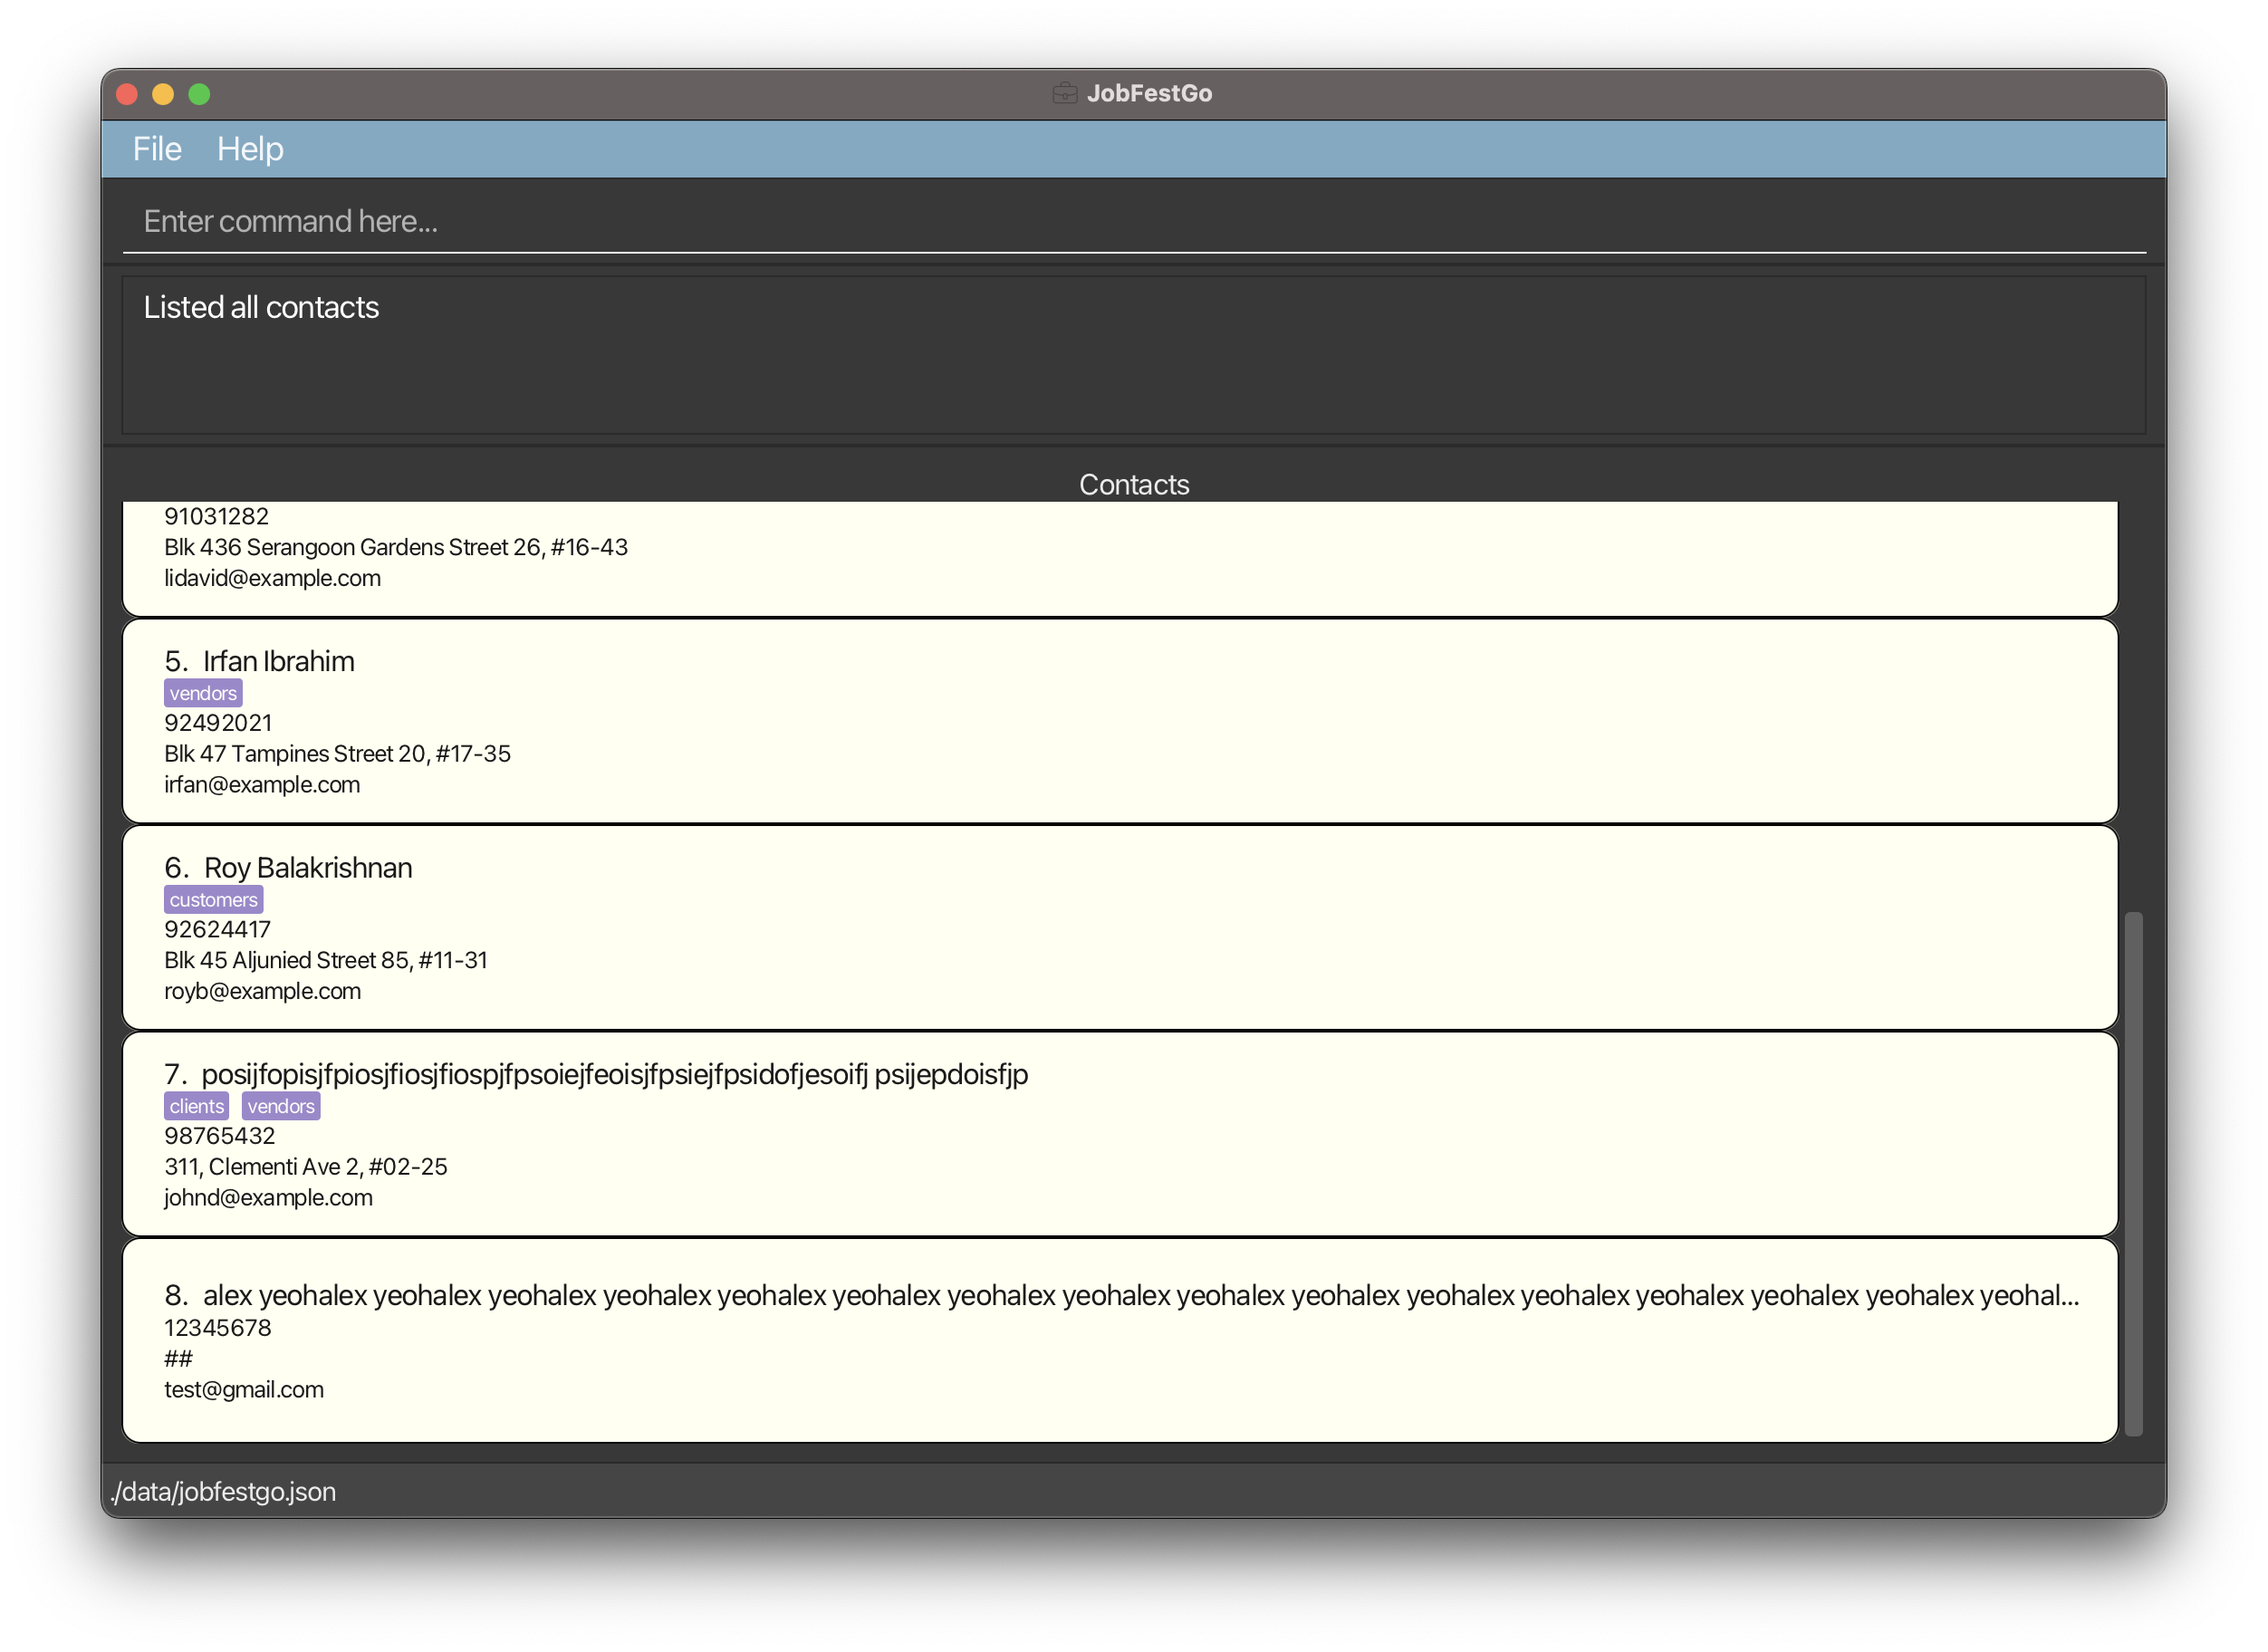 JobFestGo
File Help
Enter command here...
Listed all contacts
Contacts
91031282
Blk 436 Serangoon Gardens Street 26, #16-43
lidavid@example.com
5. Irfan Ibrahim
vendors
92492021
Blk 47 Tampines Street 20, #17-35
irfan@example.com
6. Roy Balakrishnan
customers
92624417
Blk 45 Aljunied Street 85, #11-31
royb@example.com
7. posijfopisjfpiosjfiosjfiospjfpsoiejfeoisjfpsiejfpsidofjesoifj psijepdoisfjp
clients vendors
98765432
311, Clementi Ave 2, #02-25
johnd@example.com
8. alex yeohalex yeohalex yeohalex yeohalex yeohalex yeohalex yeohalex yeohalex yeohalex yeohalex yeohalex yeohalex yeohalex yeohalex yeohalex yeohal...
12345678
##
test@gmail.com
./data/jobfestgo.json